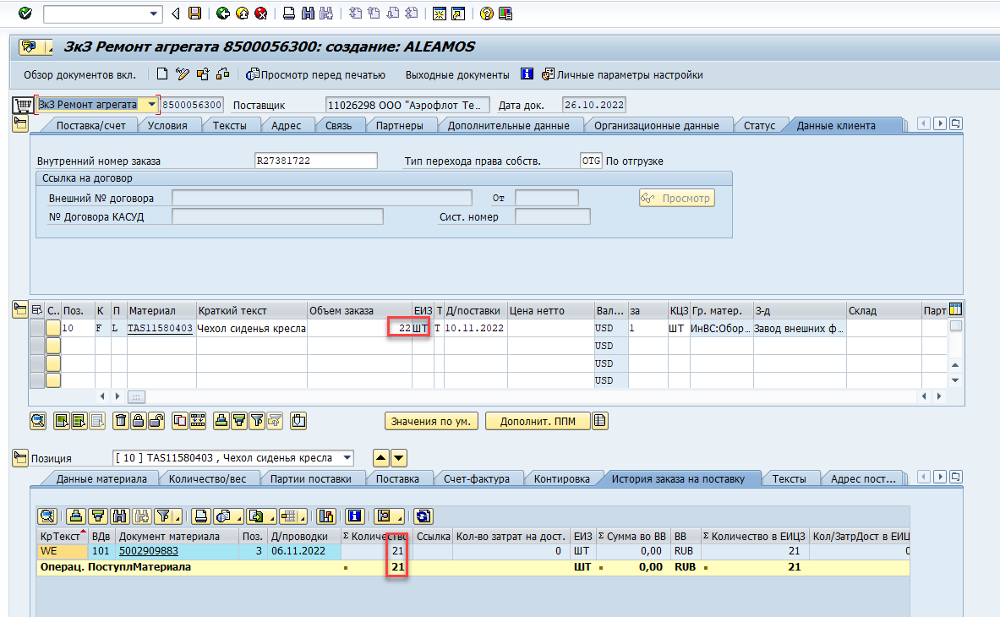 ЗкЗ Ремонт агрегата 8500056300: создание: ALEAMOS
Обзор документов вкл. Просмотр перед печатью Выходные документы Личные параметры настройки
ЗкЗ Ремонт агрегата 8500056300 Поставщик 11026298 ООО "Аэрофлот Те… Дата док. 26.10.2022
Поставка/счет Условия Тексты Адрес Связь Партнеры Дополнительные данные Организационные данные Статус Данные клиента
Внутренний номер заказа R27381722 Тип перехода права собств. OTG По отгрузке
Ссылка на договор
Внешний № договора От Просмотр
№ Договора КАСУД Сист. номер
С.. Поз. К П Материал Краткий текст Объем заказа ЕИЗ Т Д/поставки Цена нетто Вал... за КЦЗ Гр. матер. З-д Склад Парт
10 F L TAS11580403 Чехол сиденья кресла 22 ШТ T 10.11.2022 USD 1 ШТ ИнВС:Обор… Завод внешних ф…
USD
USD
USD
Значения по ум. Дополнит. ППМ
Позиция [ 10 ] TAS11580403 , Чехол сиденья кресла
Данные материала Количество/вес Партии поставки Поставка Счет-фактура Контировка История заказа на поставку Тексты Адрес пост...
КрТекст ВДв Документ материала Поз. Д/проводки Σ Количество Ссылка Кол-во затрат на дост. ЕИЗ Σ Сумма во ВВ ВВ Σ Количество в ЕИЦЗ Кол/ЗатрДост в ЕИЦ
WE 101 5002909883 3 06.11.2022 21 0 ШТ 0,00 RUB 21 0
Операц. ПоступлМатериала 21 ШТ 0,00 RUB 21